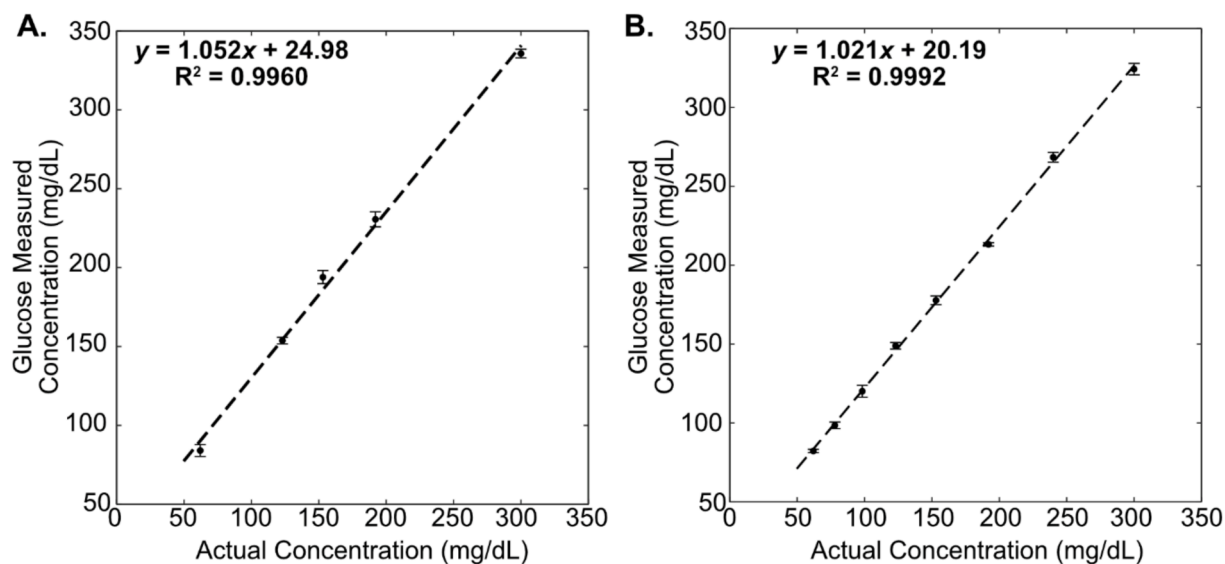 A.
y = 1.052x + 24.98
R² = 0.9960
350
300
250
200
150
100
50
0
50
100
150
200
250
300
350
Glucose Measured
Concentration (mg/dL)
Actual Concentration (mg/dL)
B.
y = 1.021x + 20.19
R² = 0.9992
350
300
250
200
150
100
50
0
50
100
150
200
250
300
350
Glucose Measured
Concentration (mg/dL)
Actual Concentration (mg/dL)